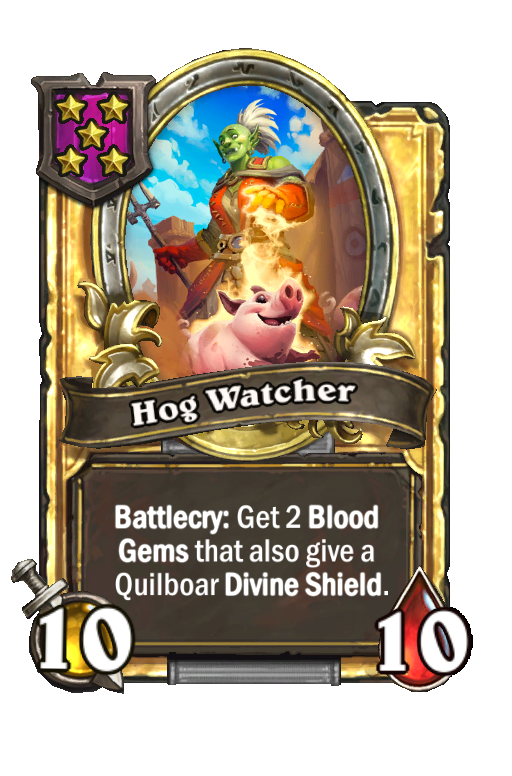 Hog Watcher
Battlecry: Get 2 Blood
Gems that also give a
Quilboar Divine Shield.
10
10